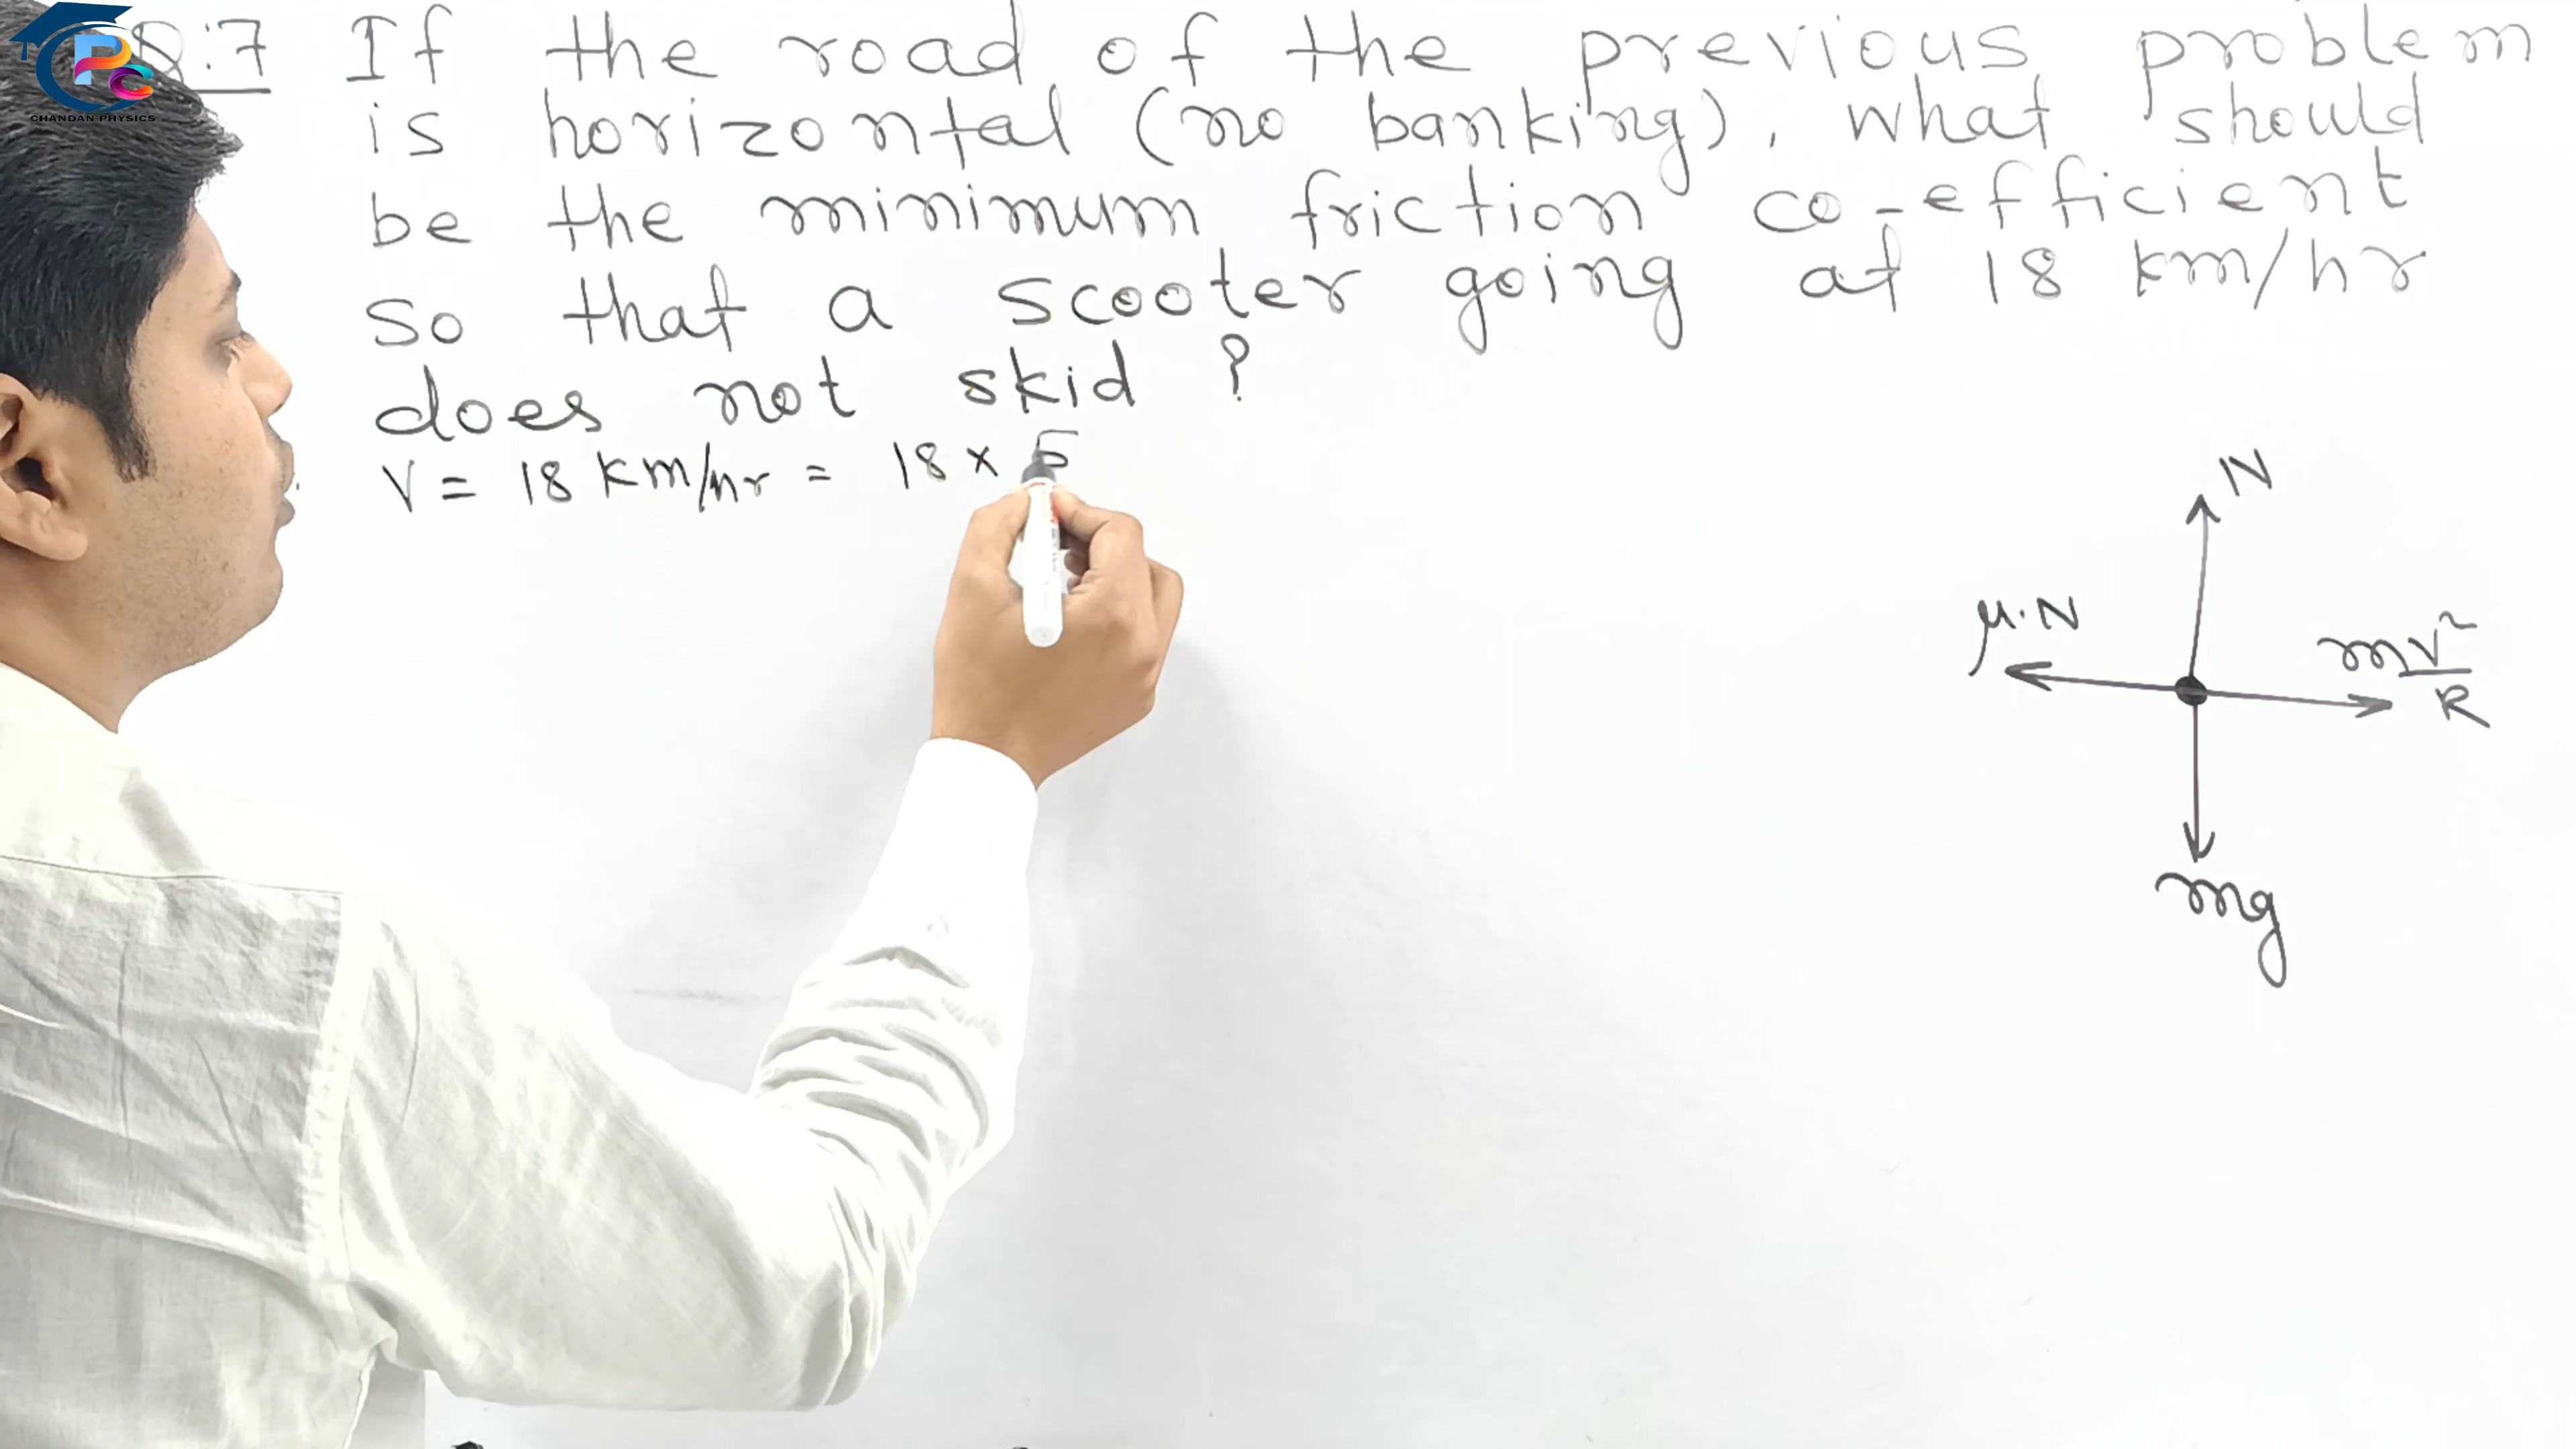 CHANDAN PHYSICS
8:7 If the road of the previous problem
is horizontal (no banking), what should
be the minimum friction co-efficient
so that a scooter going at 18 km/hr
does not skid ?
V = 18 km/hr = 18 × 5
N
μ.N
mv²
R
mg